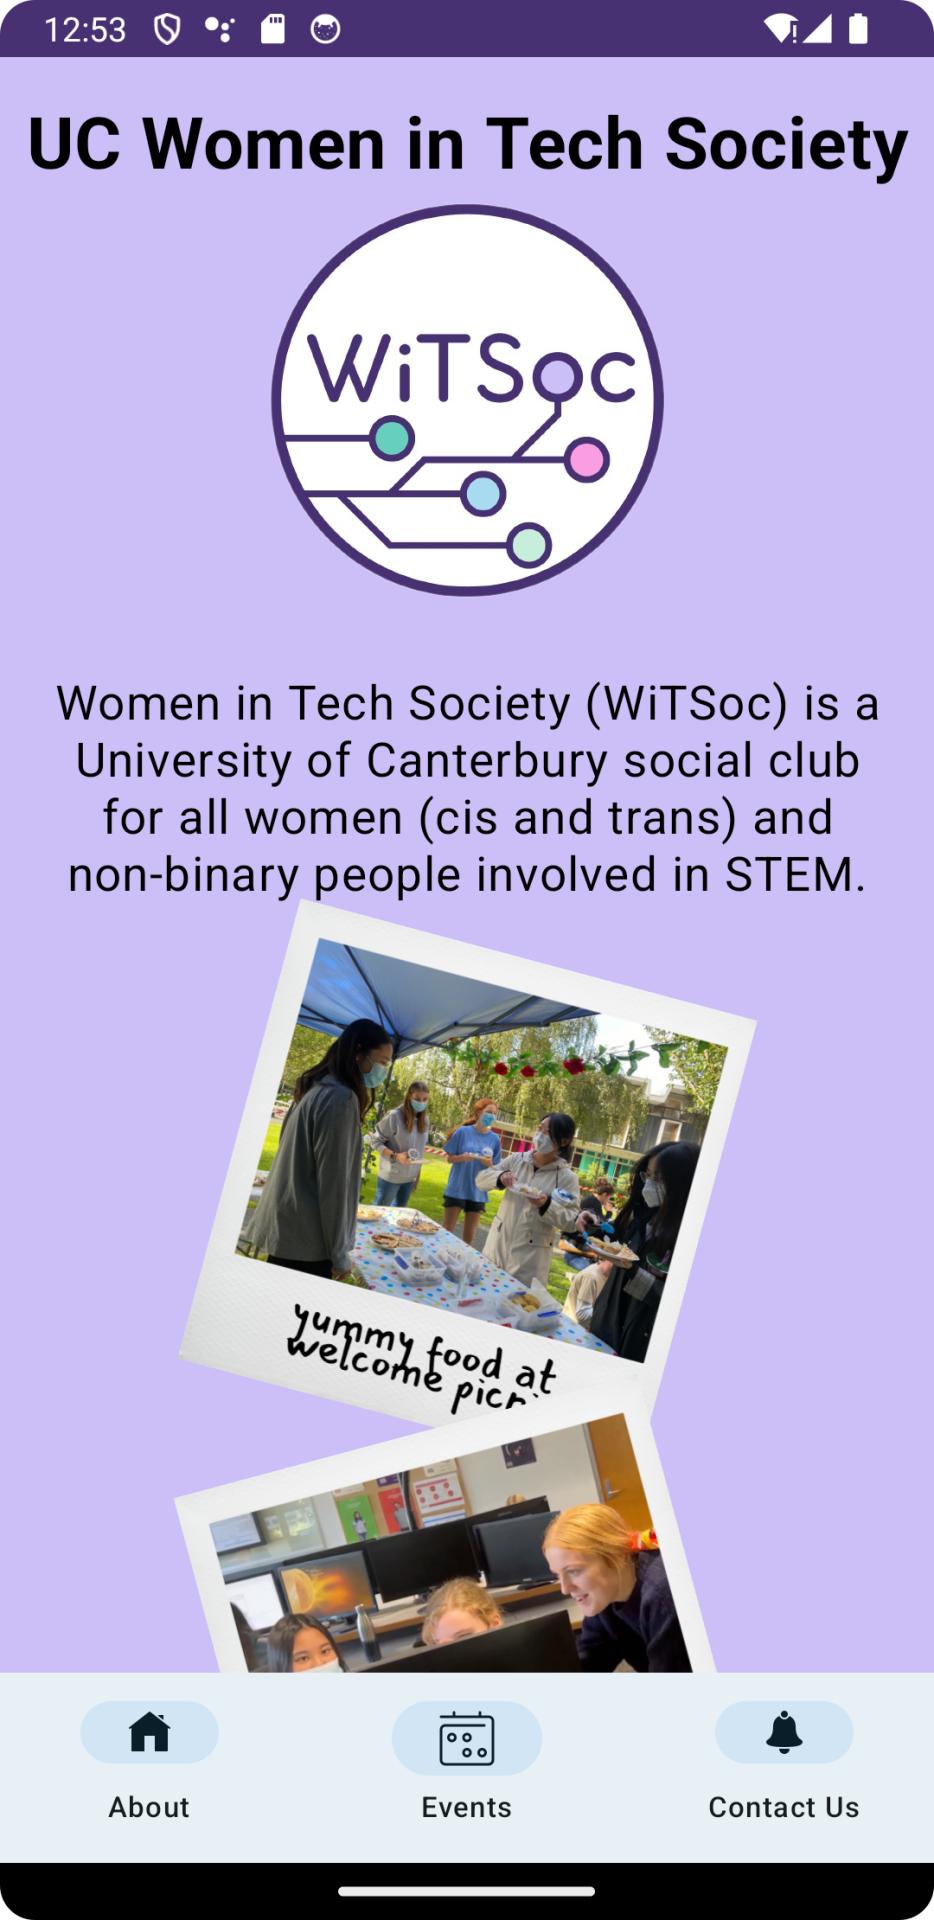 12:53
UC Women in Tech Society
WiTSoc
Women in Tech Society (WiTSoc) is a
University of Canterbury social club
for all women (cis and trans) and
non-binary people involved in STEM.
yummy food at
welcome
About
Events
Contact Us